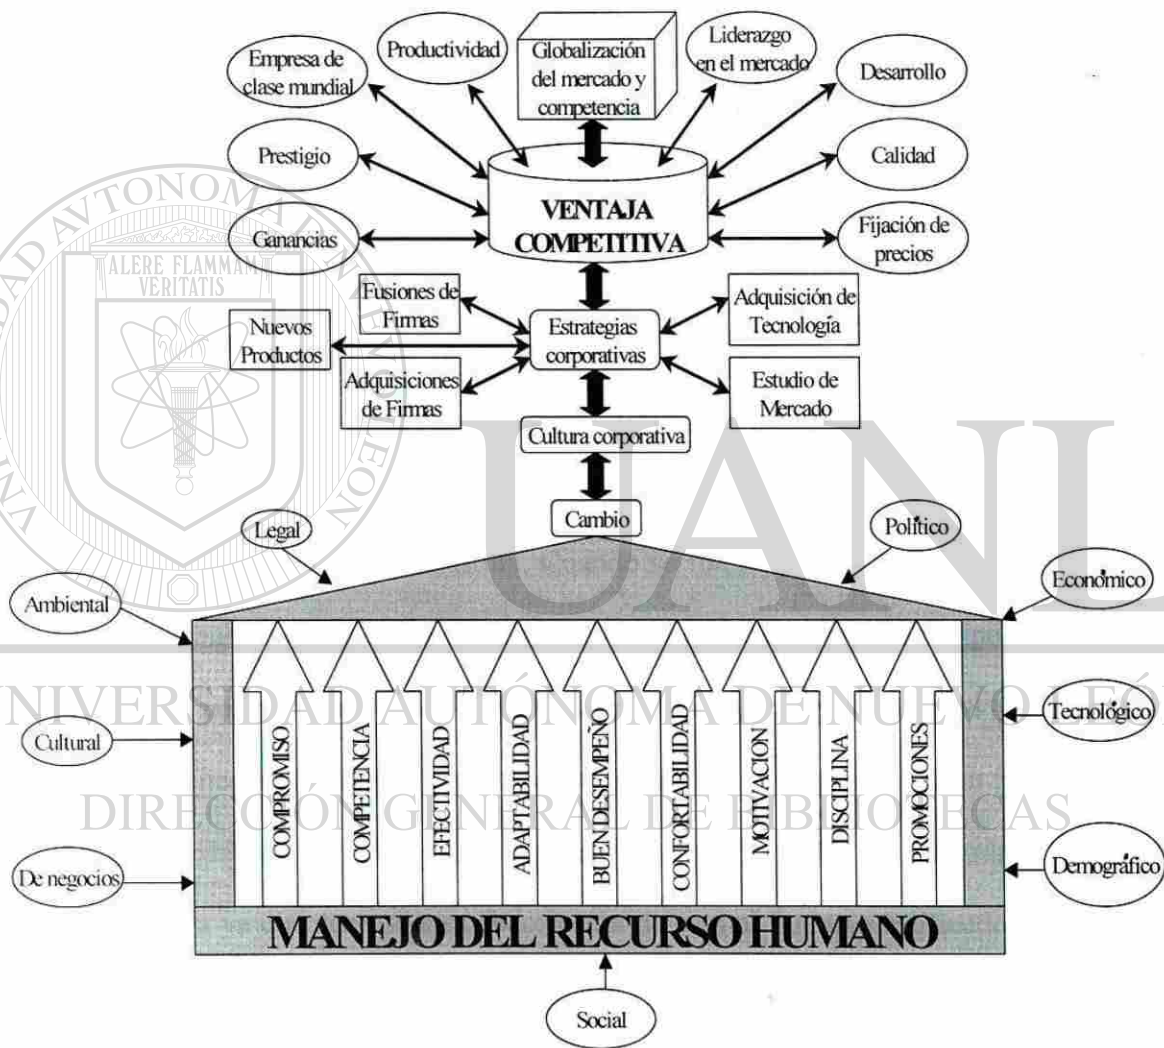 Productividad
Globalización
del mercado y
competencia
Liderazgo
en el mercado
Empresa de
clase mundial
Desarrollo
Prestigio
Calidad
VENTAJA
COMPETITIVA
Ganancias
Fijación de
precios
ALERE FLAMMAM
VERITATIS
Fusiones de
Firmas
Adquisición de
Tecnología
Nuevos
Productos
Estrategias
corporativas
Adquisiciones
de Firmas
Estudio de
Mercado
Cultura corporativa
UANL
Cambio
Legal
Político
Ambiental
Económico
UNIVERSIDAD AUTÓNOMA DE NUEVO LEÓN
Cultural
Tecnológico
COMPROMISO
COMPETENCIA
EFECTIVIDAD
ADAPTABILIDAD
BUEN DESEMPEÑO
CONFORTABILIDAD
MOTIVACION
DISCIPLINA
PROMOCIONES
DIRECCIÓN GENERAL DE BIBLIOTECAS
De negocios
Demográfico
MANEJO DEL RECURSO HUMANO
Social